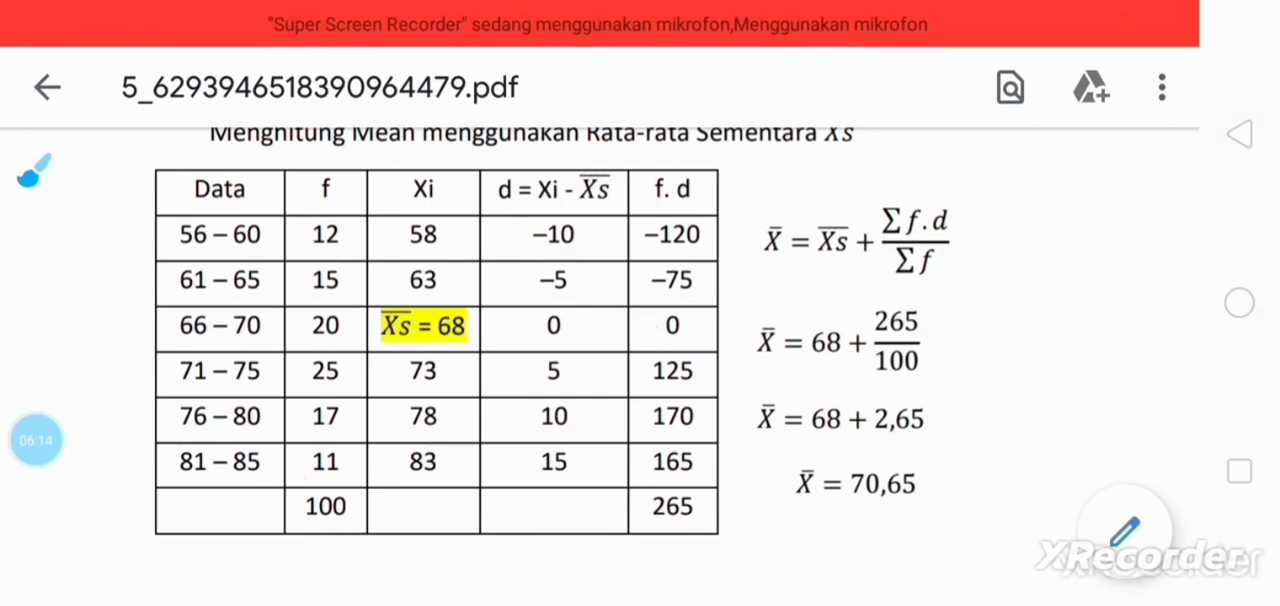 "Super Screen Recorder" sedang menggunakan mikrofon,Menggunakan mikrofon
5_6293946518390964479.pdf
Menghitung Mean menggunakan Rata-rata Sementara Xs
Data f Xi d = Xi - X̅s̅ f. d
56 – 60 12 58 –10 –120
61 – 65 15 63 –5 –75
66 – 70 20 X̅s̅ = 68 0 0
71 – 75 25 73 5 125
76 – 80 17 78 10 170
81 – 85 11 83 15 165
100 265
X̅ = X̅s̅ + ∑ f . d / ∑ f
X̅ = 68 + 265 / 100
X̅ = 68 + 2,65
X̅ = 70,65
06:14
XRecorder